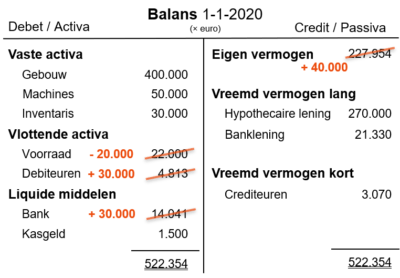 Balans 1-1-2020
Debet / Activa (× euro) Credit / Passiva
Vaste activa
Gebouw 400.000
Machines 50.000
Inventaris 30.000
Vlottende activa
Voorraad - 20.000 22.000
Debiteuren + 30.000 4.813
Liquide middelen
Bank + 30.000 14.041
Kasgeld 1.500
522.354
Eigen vermogen 227.954
+ 40.000
Vreemd vermogen lang
Hypothecaire lening 270.000
Banklening 21.330
Vreemd vermogen kort
Crediteuren 3.070
522.354